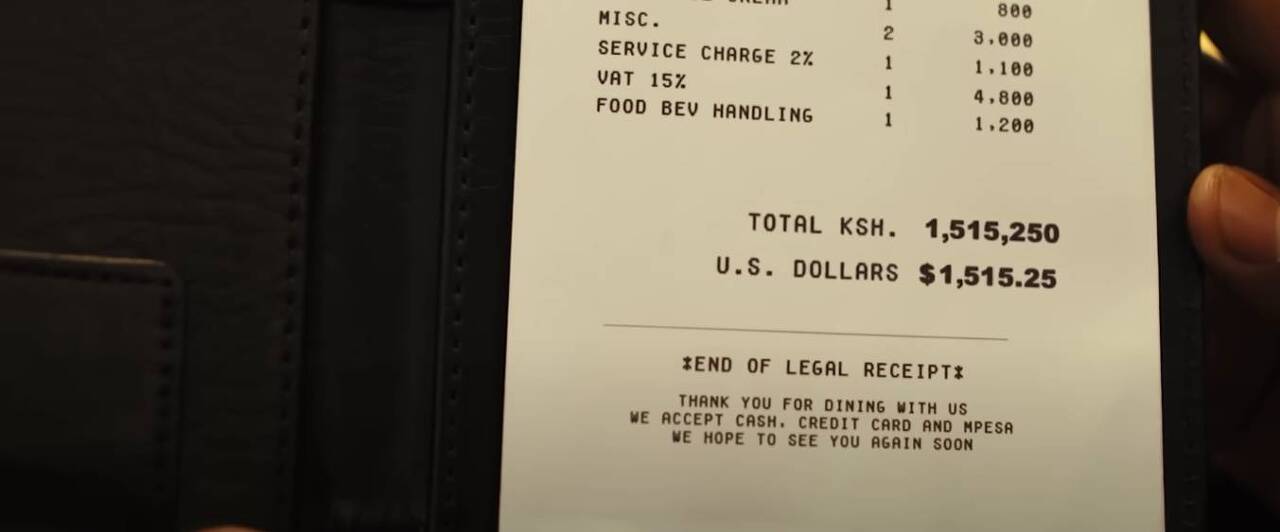 1 800
MISC. 2 3,000
SERVICE CHARGE 2% 1 1,100
VAT 15% 1 4,800
FOOD BEV HANDLING 1 1,200
TOTAL KSH. 1,515,250
U.S. DOLLARS $1,515.25
*END OF LEGAL RECEIPT*
THANK YOU FOR DINING WITH US
WE ACCEPT CASH, CREDIT CARD AND MPESA
WE HOPE TO SEE YOU AGAIN SOON